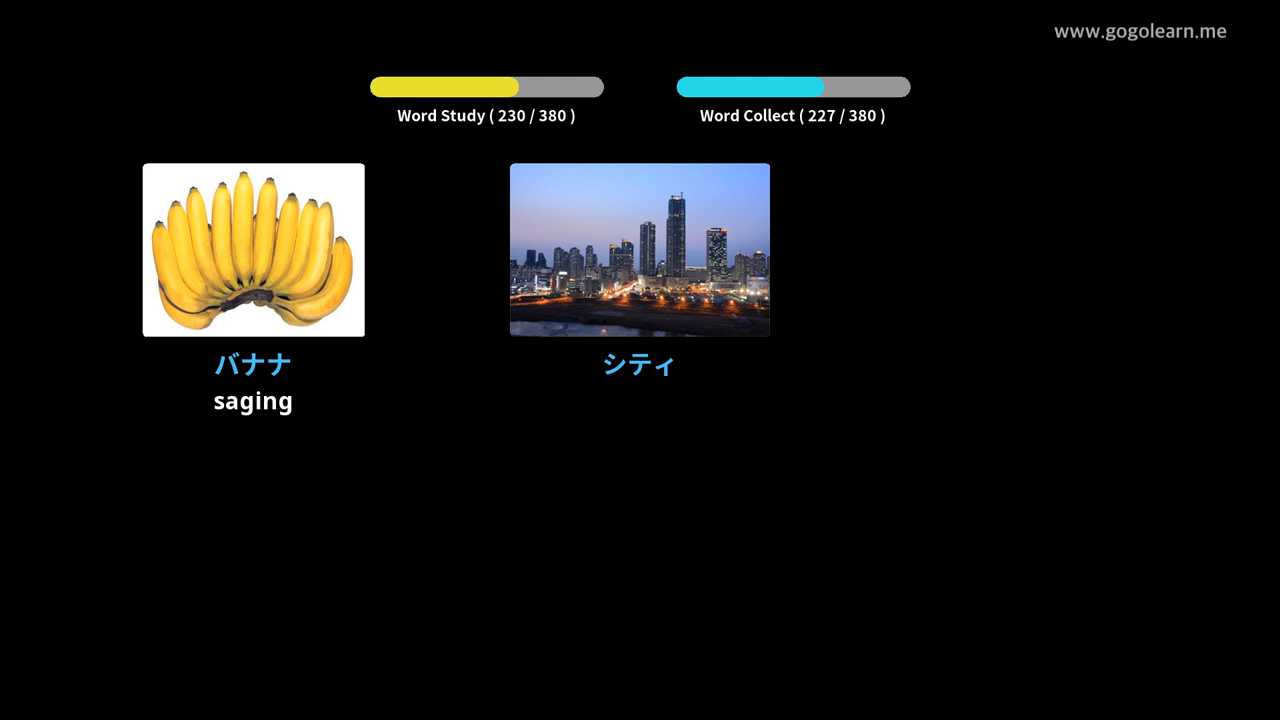 www.gogolearn.me
Word Study ( 230 / 380 )
Word Collect ( 227 / 380 )
バナナ
saging
シティ